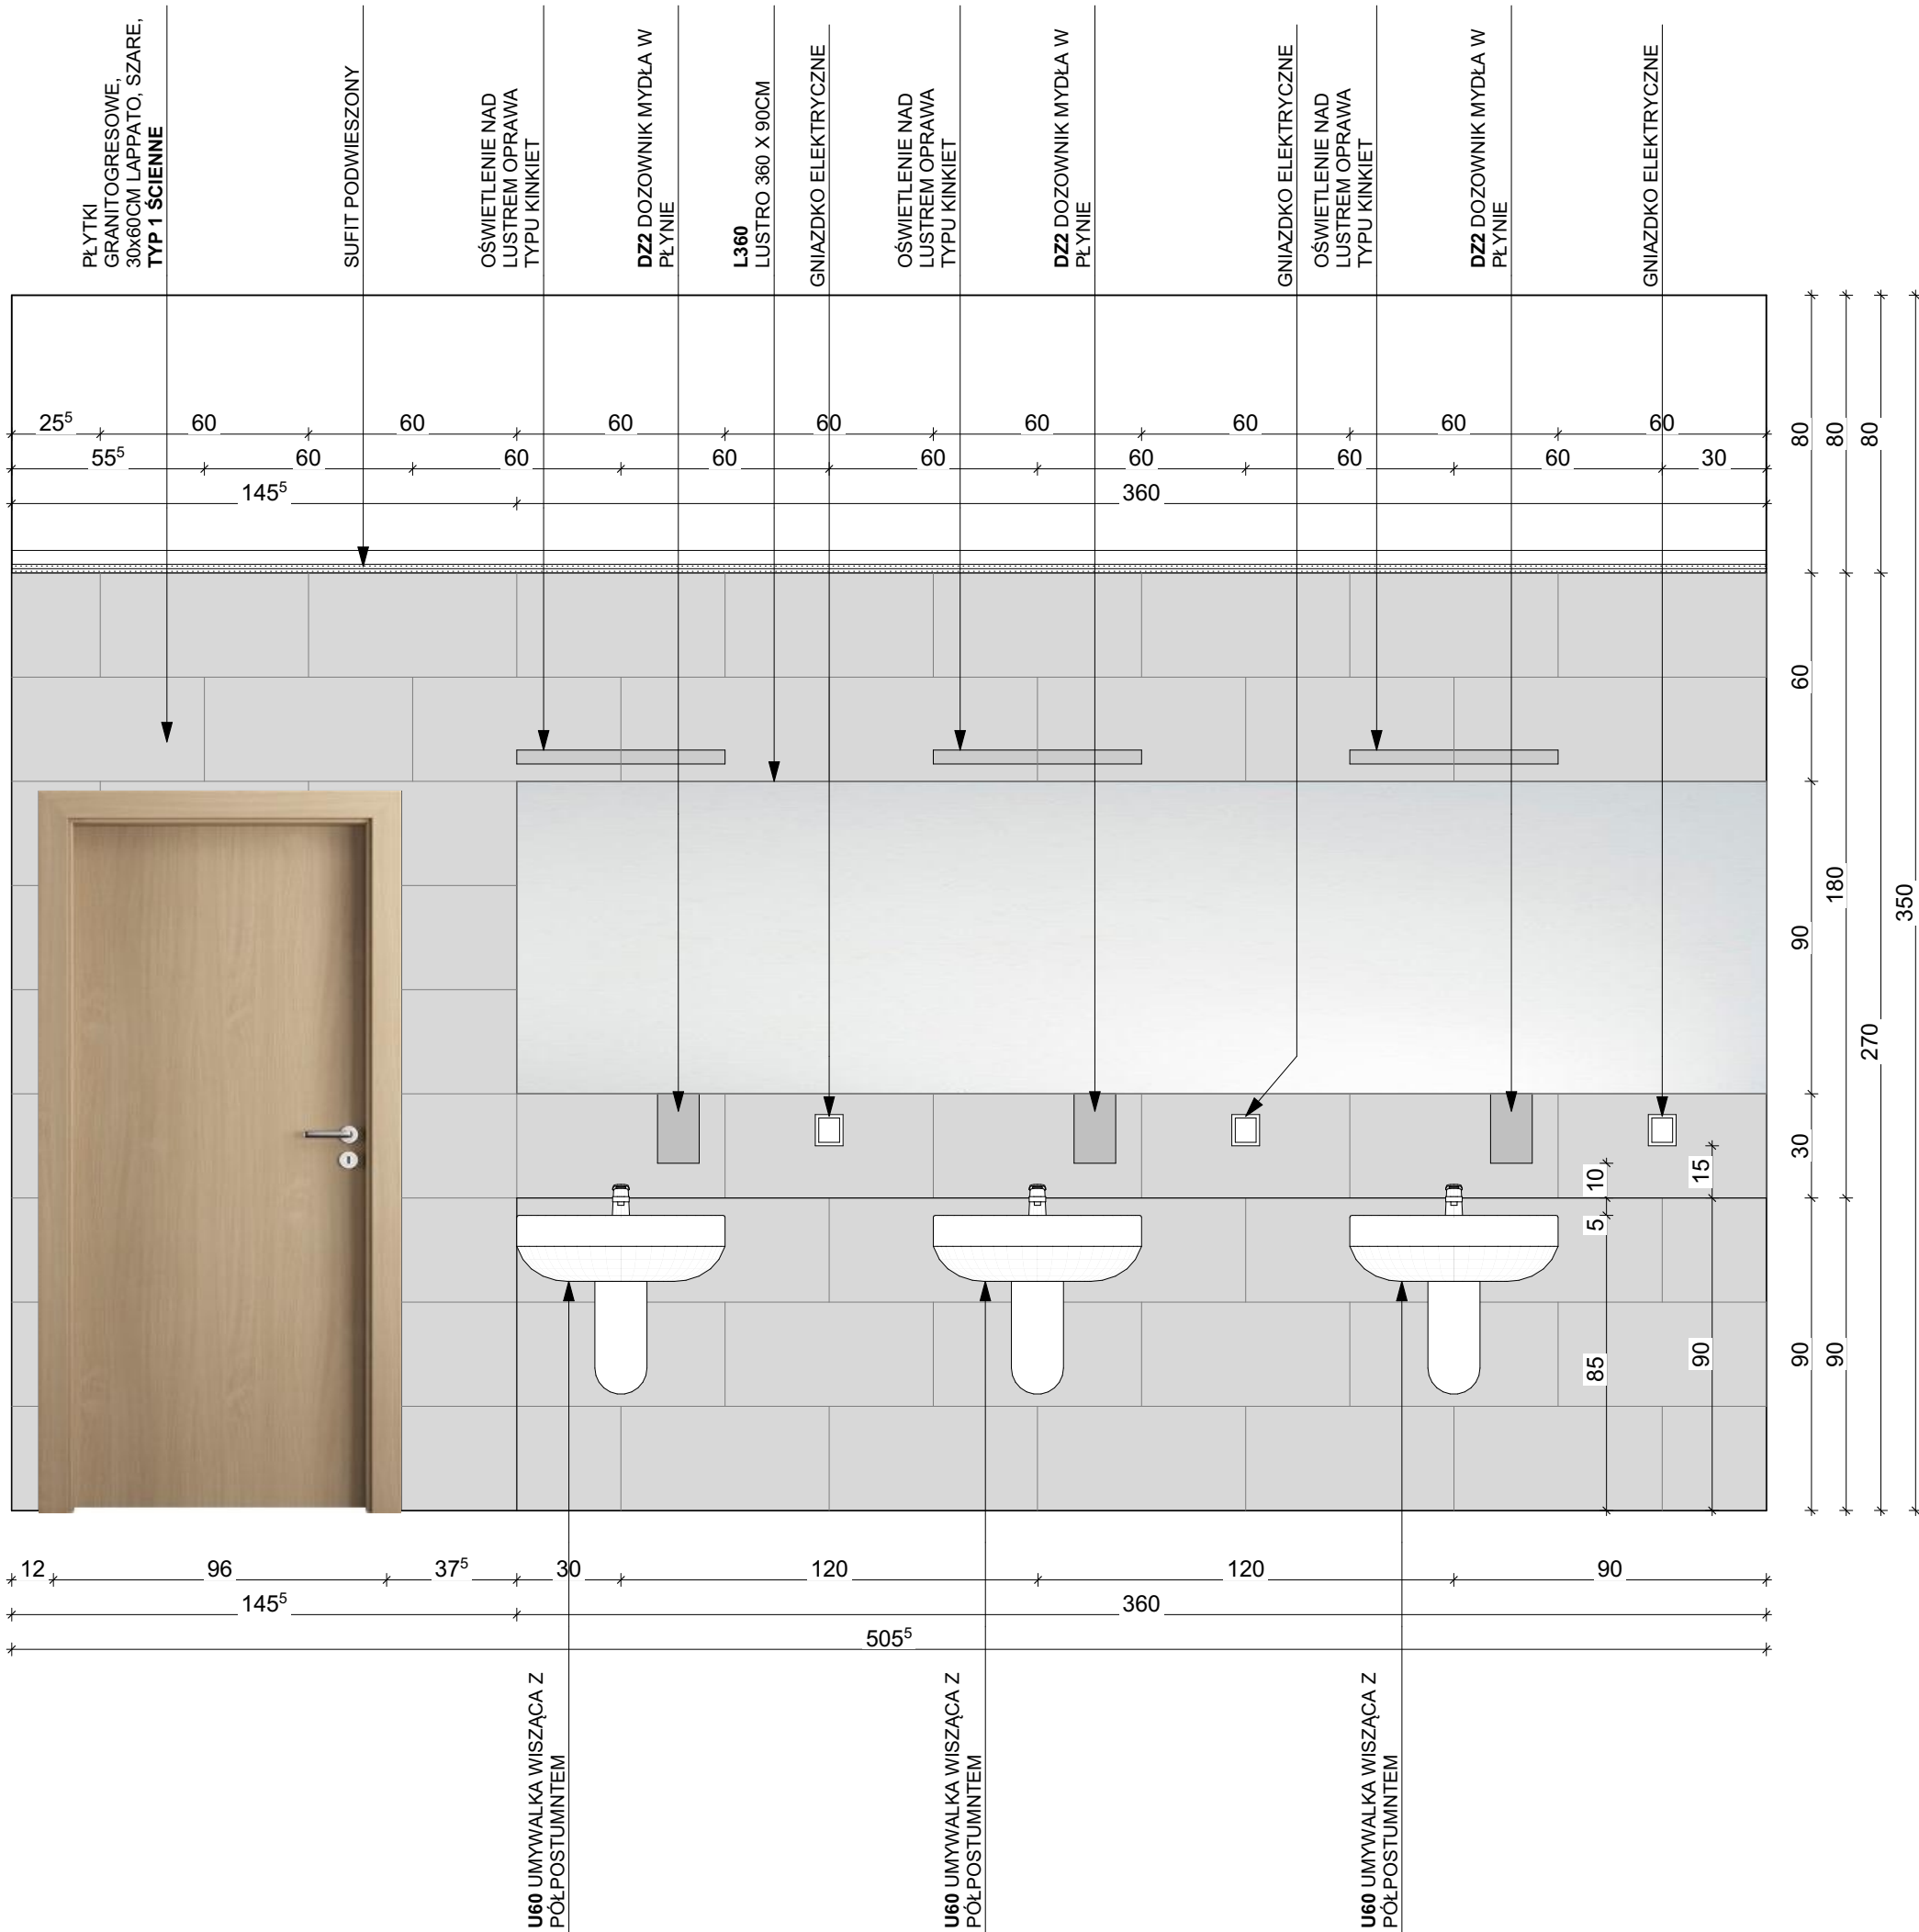 PŁYTKI
GRANITOGRESOWE,
30x60CM LAPPATO, SZARE,
TYP 1 ŚCIENNE
SUFIT PODWIESZONY
OŚWIETLENIE NAD
LUSTREM OPRAWA
TYPU KINKIET
DZ2 DOZOWNIK MYDŁA W
PŁYNIE
L360
LUSTRO 360 X 90CM
GNIAZDKO ELEKTRYCZNE
OŚWIETLENIE NAD
LUSTREM OPRAWA
TYPU KINKIET
DZ2 DOZOWNIK MYDŁA W
PŁYNIE
GNIAZDKO ELEKTRYCZNE
OŚWIETLENIE NAD
LUSTREM OPRAWA
TYPU KINKIET
DZ2 DOZOWNIK MYDŁA W
PŁYNIE
GNIAZDKO ELEKTRYCZNE
25⁵ 60 60 60 60 60 60 60 60
55⁵ 60 60 60 60 60 60 60 30
145⁵ 360
80 80 80
60
90
30
90
180
90
270
350
10
5
85
15
90
12 96 37⁵ 30 120 120 90
145⁵ 360
505⁵
U60 UMYWALKA WISZĄCA Z
PÓŁPOSTUMNTEM
U60 UMYWALKA WISZĄCA Z
PÓŁPOSTUMNTEM
U60 UMYWALKA WISZĄCA Z
PÓŁPOSTUMNTEM